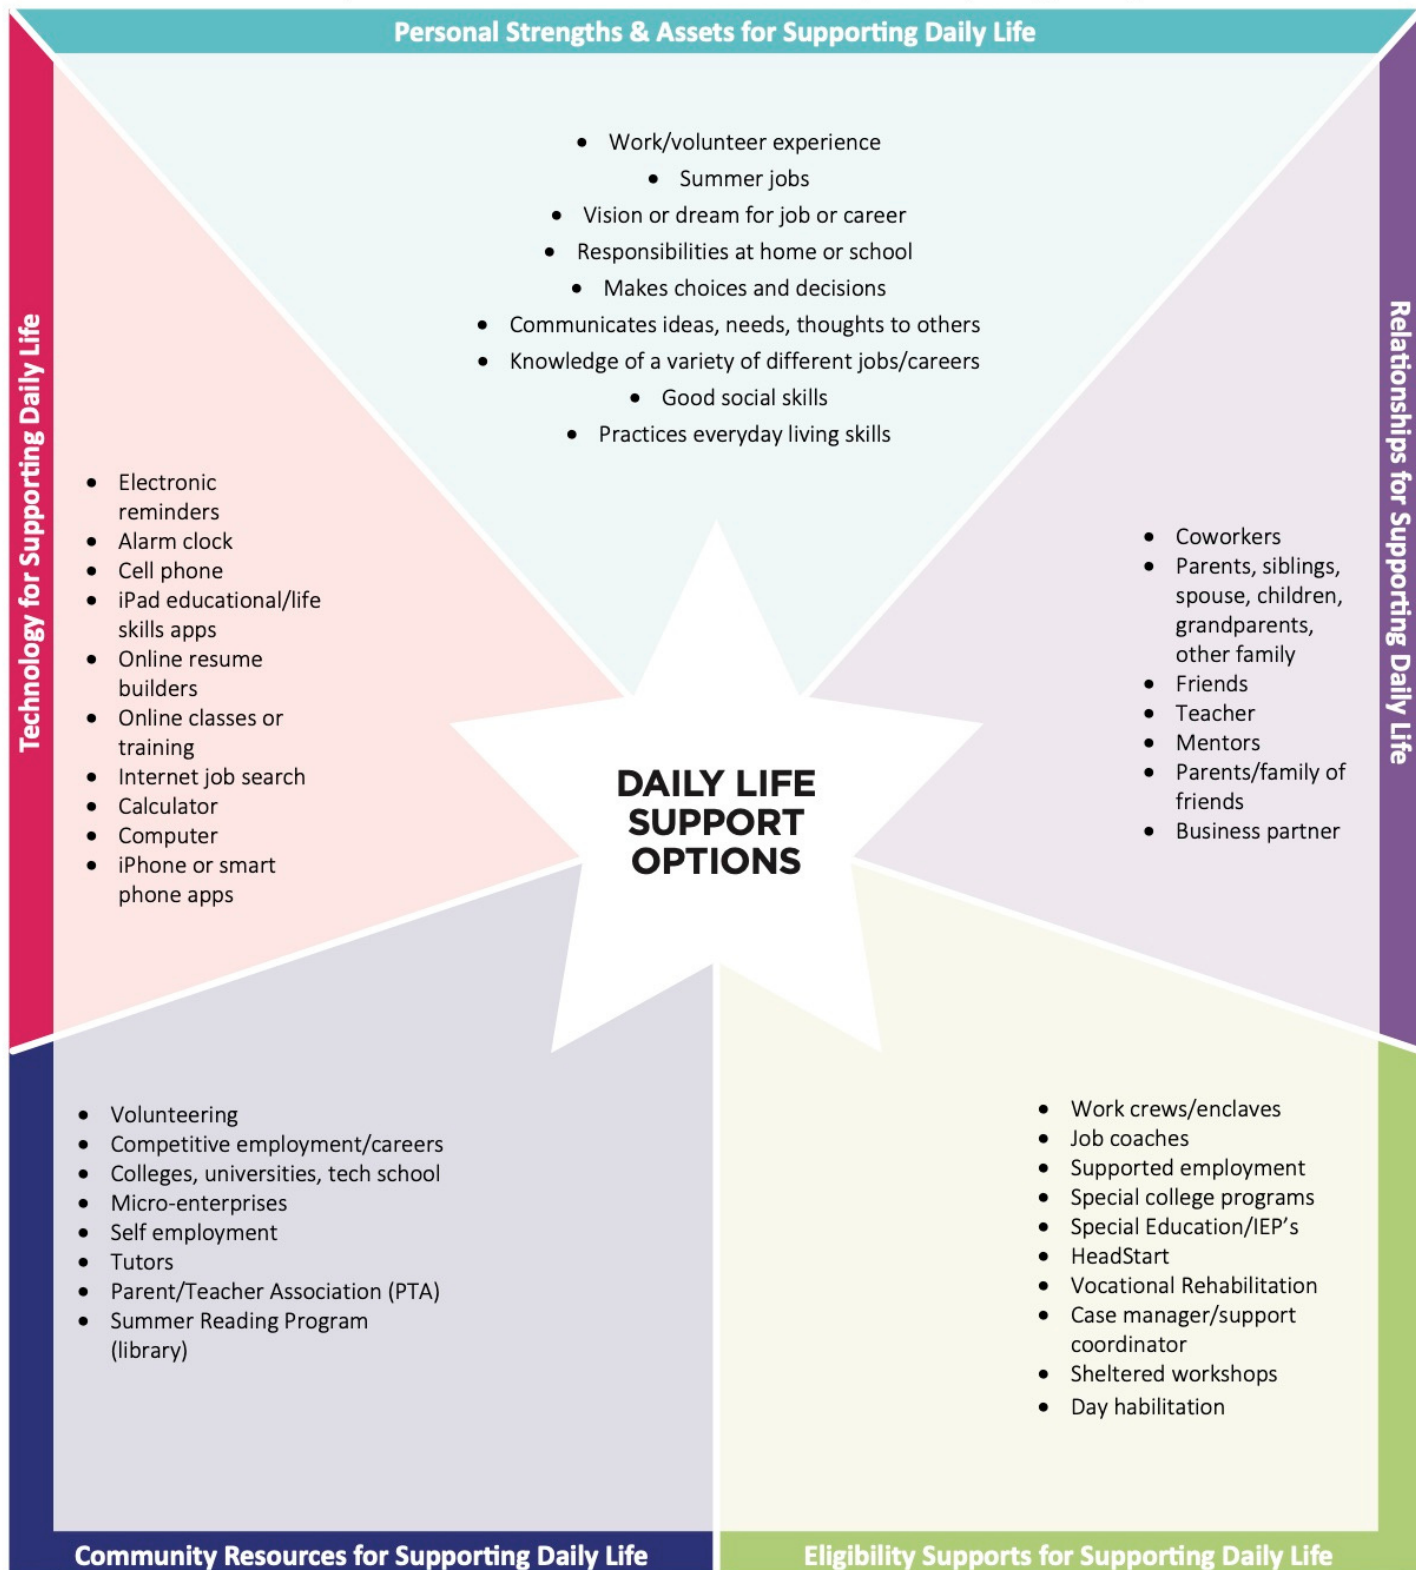 Personal Strengths & Assets for Supporting Daily Life
• Work/volunteer experience
• Summer jobs
• Vision or dream for job or career
• Responsibilities at home or school
• Makes choices and decisions
• Communicates ideas, needs, thoughts to others
• Knowledge of a variety of different jobs/careers
• Good social skills
• Practices everyday living skills
Technology for Supporting Daily Life
• Electronic
reminders
• Alarm clock
• Cell phone
• iPad educational/life
skills apps
• Online resume
builders
• Online classes or
training
• Internet job search
• Calculator
• Computer
• iPhone or smart
phone apps
DAILY LIFE
SUPPORT
OPTIONS
Relationships for Supporting Daily Life
• Coworkers
• Parents, siblings,
spouse, children,
grandparents,
other family
• Friends
• Teacher
• Mentors
• Parents/family of
friends
• Business partner
• Volunteering
• Competitive employment/careers
• Colleges, universities, tech school
• Micro-enterprises
• Self employment
• Tutors
• Parent/Teacher Association (PTA)
• Summer Reading Program
(library)
Community Resources for Supporting Daily Life
• Work crews/enclaves
• Job coaches
• Supported employment
• Special college programs
• Special Education/IEP’s
• HeadStart
• Vocational Rehabilitation
• Case manager/support
coordinator
• Sheltered workshops
• Day habilitation
Eligibility Supports for Supporting Daily Life